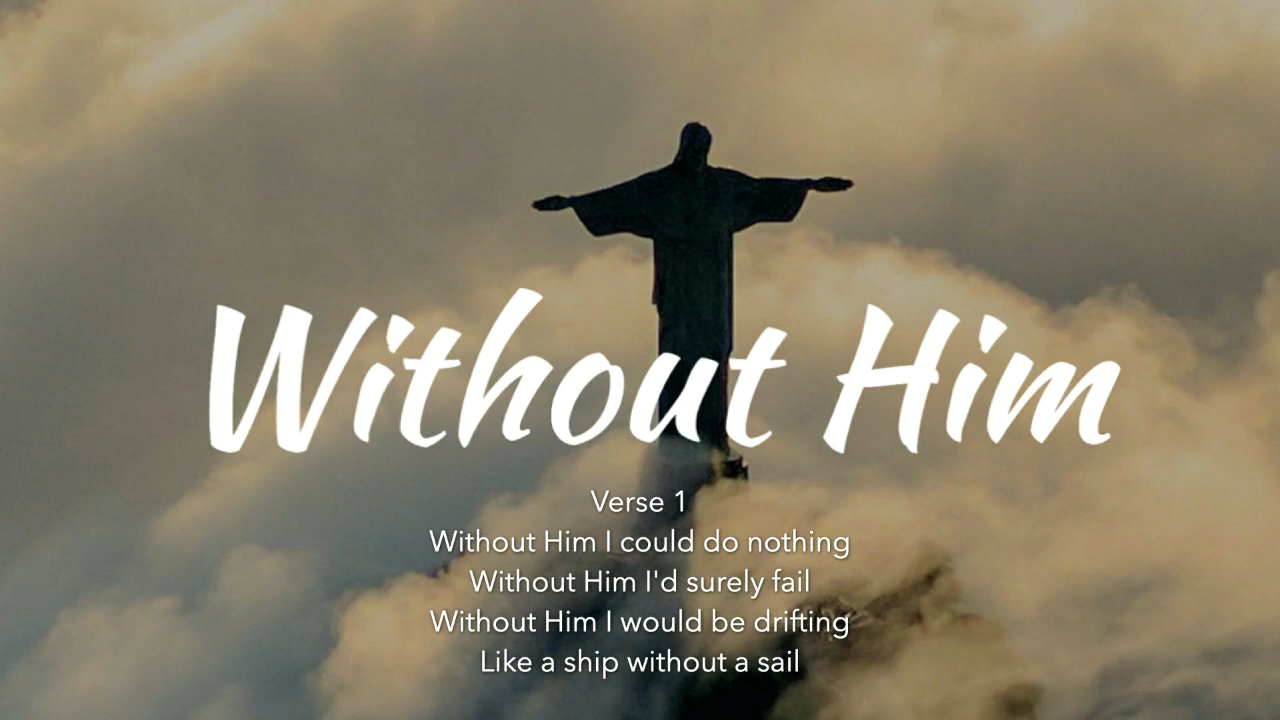 Without Him
Verse 1
Without Him I could do nothing
Without Him I'd surely fail
Without Him I would be drifting
Like a ship without a sail